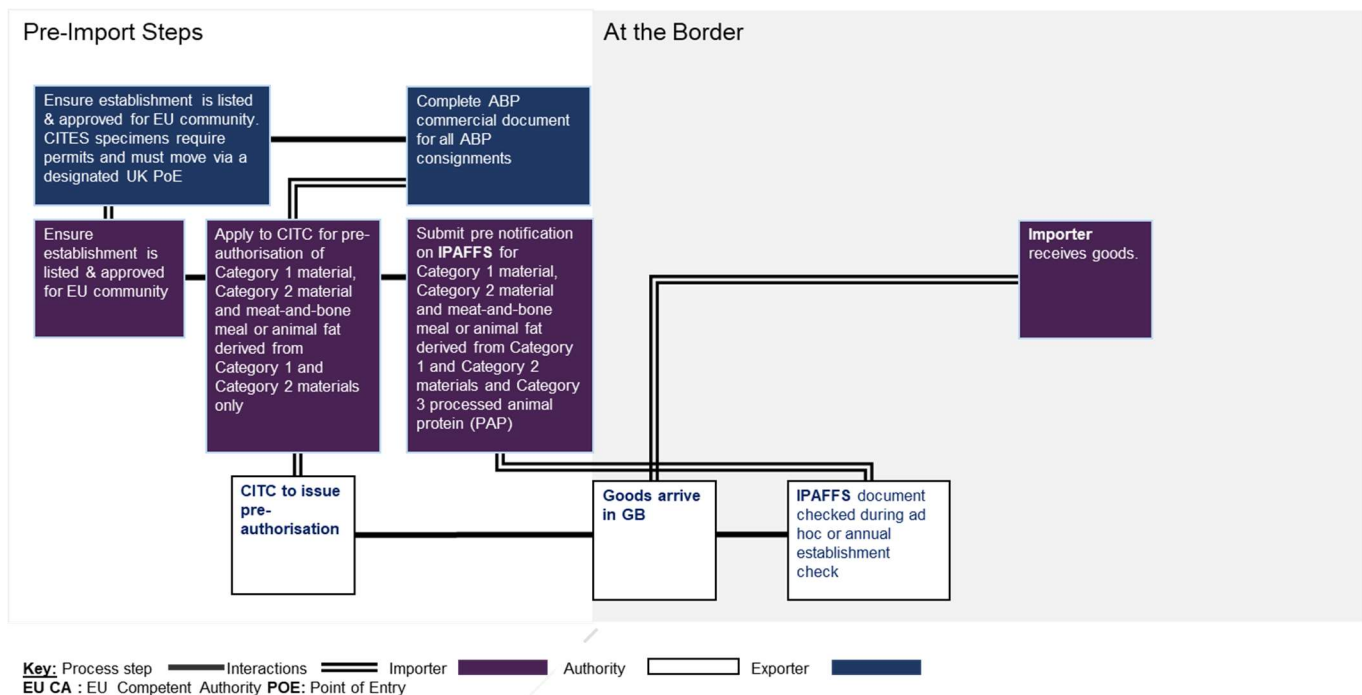 Pre-Import Steps
At the Border
Ensure establishment is listed
& approved for EU community.
CITES specimens require
permits and must move via a
designated UK PoE
Complete ABP
commercial document
for all ABP
consignments
Ensure
establishment is
listed & approved
for EU community
Apply to CITC for pre-
authorisation of
Category 1 material,
Category 2 material
and meat-and-bone
meal or animal fat
derived from
Category 1 and
Category 2 materials
only
Submit pre notification
on IPAFFS for
Category 1 material,
Category 2 material
and meat-and-bone
meal or animal fat
derived from Category
1 and Category 2
materials and Category
3 processed animal
protein (PAP)
Importer
receives goods.
CITC to issue
pre-
authorisation
Goods arrive
in GB
IPAFFS document
checked during ad
hoc or annual
establishment
check
Key: Process step Interactions Importer Authority Exporter
EU CA : EU Competent Authority POE: Point of Entry